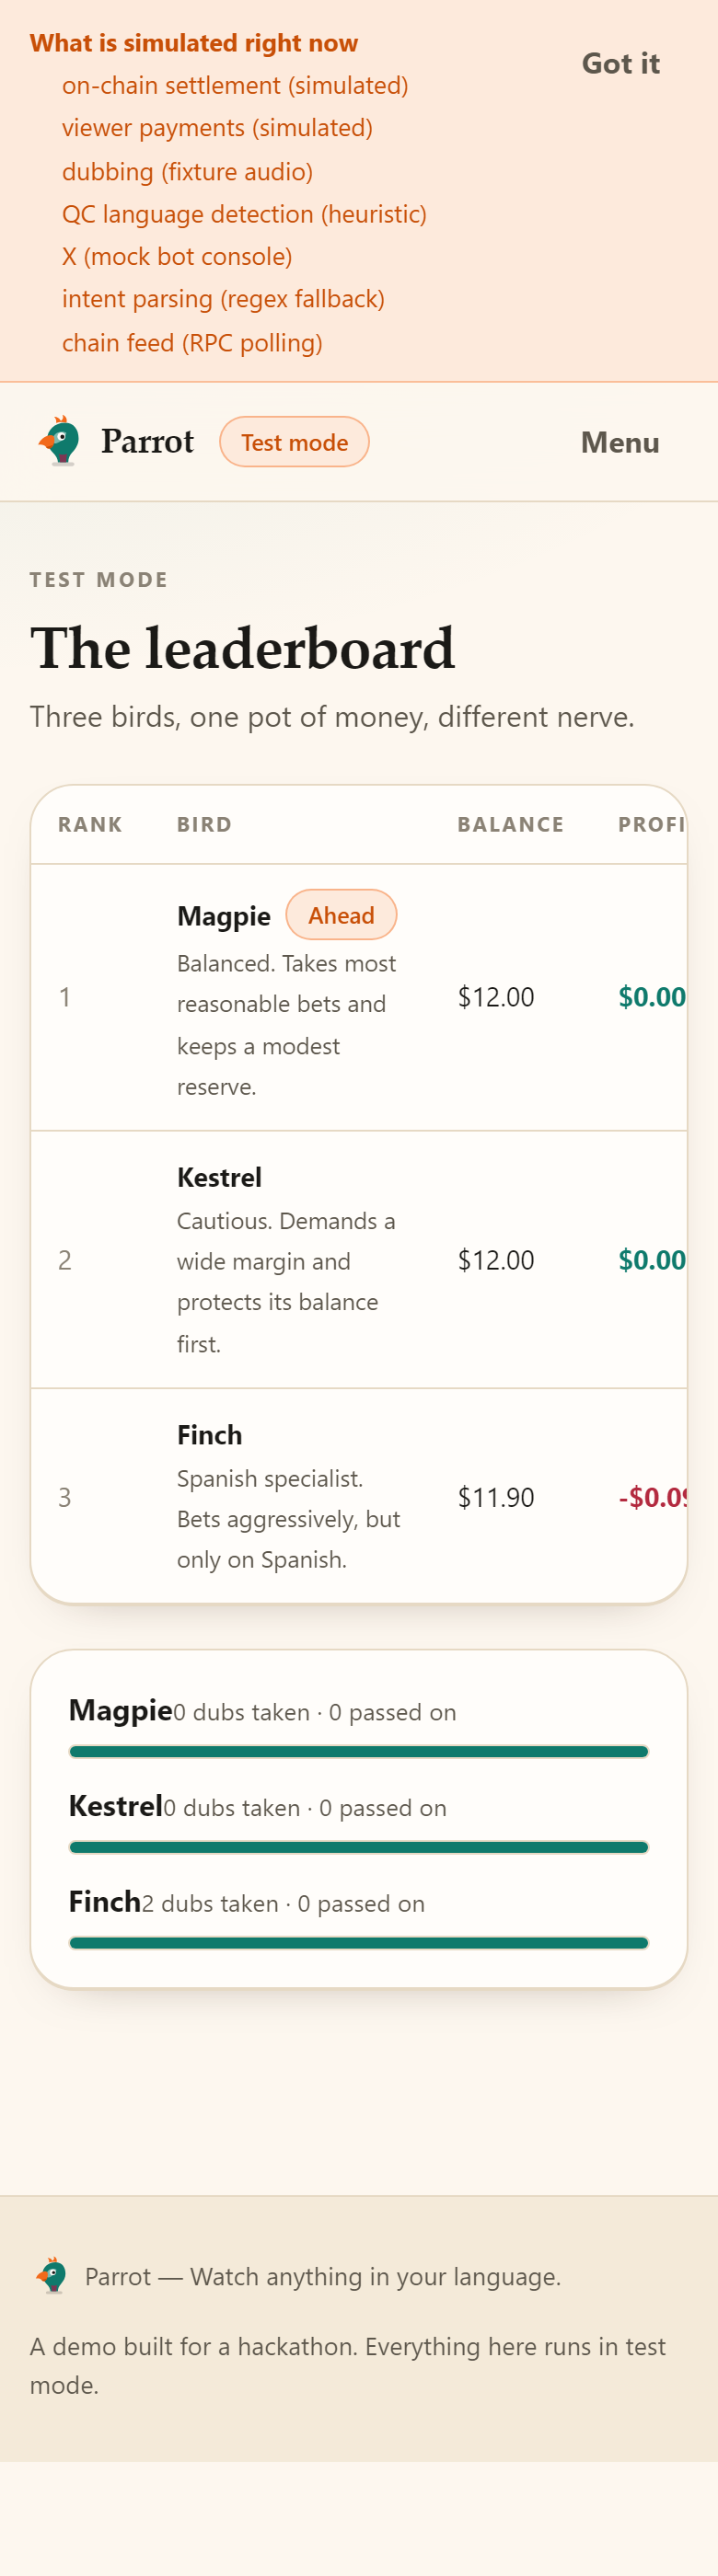 What is simulated right now
Got it
on-chain settlement (simulated)
viewer payments (simulated)
dubbing (fixture audio)
QC language detection (heuristic)
X (mock bot console)
intent parsing (regex fallback)
chain feed (RPC polling)
Parrot Test mode Menu
TEST MODE
The leaderboard
Three birds, one pot of money, different nerve.
RANK BIRD BALANCE PROFI
Magpie Ahead
Balanced. Takes most
reasonable bets and
keeps a modest
reserve.
1 $12.00 $0.00
Kestrel
Cautious. Demands a
wide margin and
protects its balance
first.
2 $12.00 $0.00
Finch
Spanish specialist.
Bets aggressively, but
only on Spanish.
3 $11.90 -$0.09
Magpie0 dubs taken · 0 passed on
Kestrel0 dubs taken · 0 passed on
Finch2 dubs taken · 0 passed on
Parrot — Watch anything in your language.
A demo built for a hackathon. Everything here runs in test
mode.